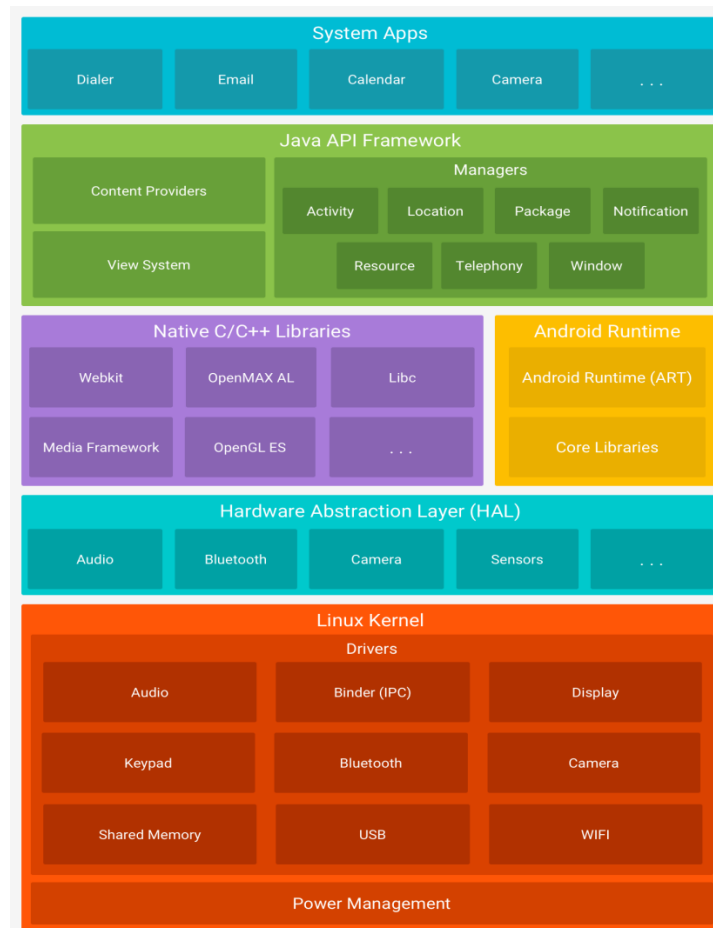 System Apps
Dialer Email Calendar Camera . . .
Java API Framework
Content Providers
View System
Managers
Activity Location Package Notification
Resource Telephony Window
Native C/C++ Libraries
Webkit OpenMAX AL Libc
Media Framework OpenGL ES . . .
Android Runtime
Android Runtime (ART)
Core Libraries
Hardware Abstraction Layer (HAL)
Audio Bluetooth Camera Sensors . . .
Linux Kernel
Drivers
Audio Binder (IPC) Display
Keypad Bluetooth Camera
Shared Memory USB WIFI
Power Management